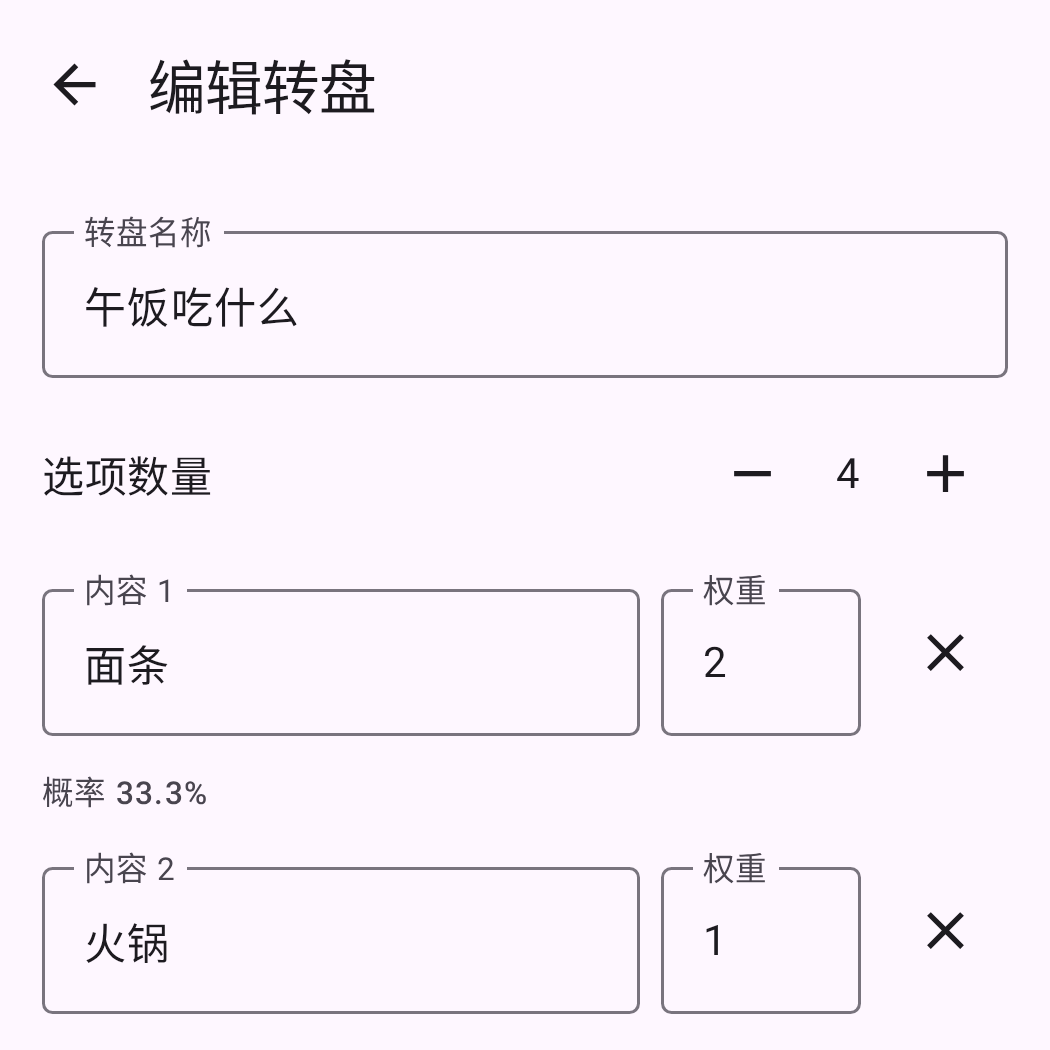 编辑转盘
转盘名称
午饭吃什么
选项数量 4
内容 1 权重
面条 2
概率 33.3%
内容 2 权重
火锅 1